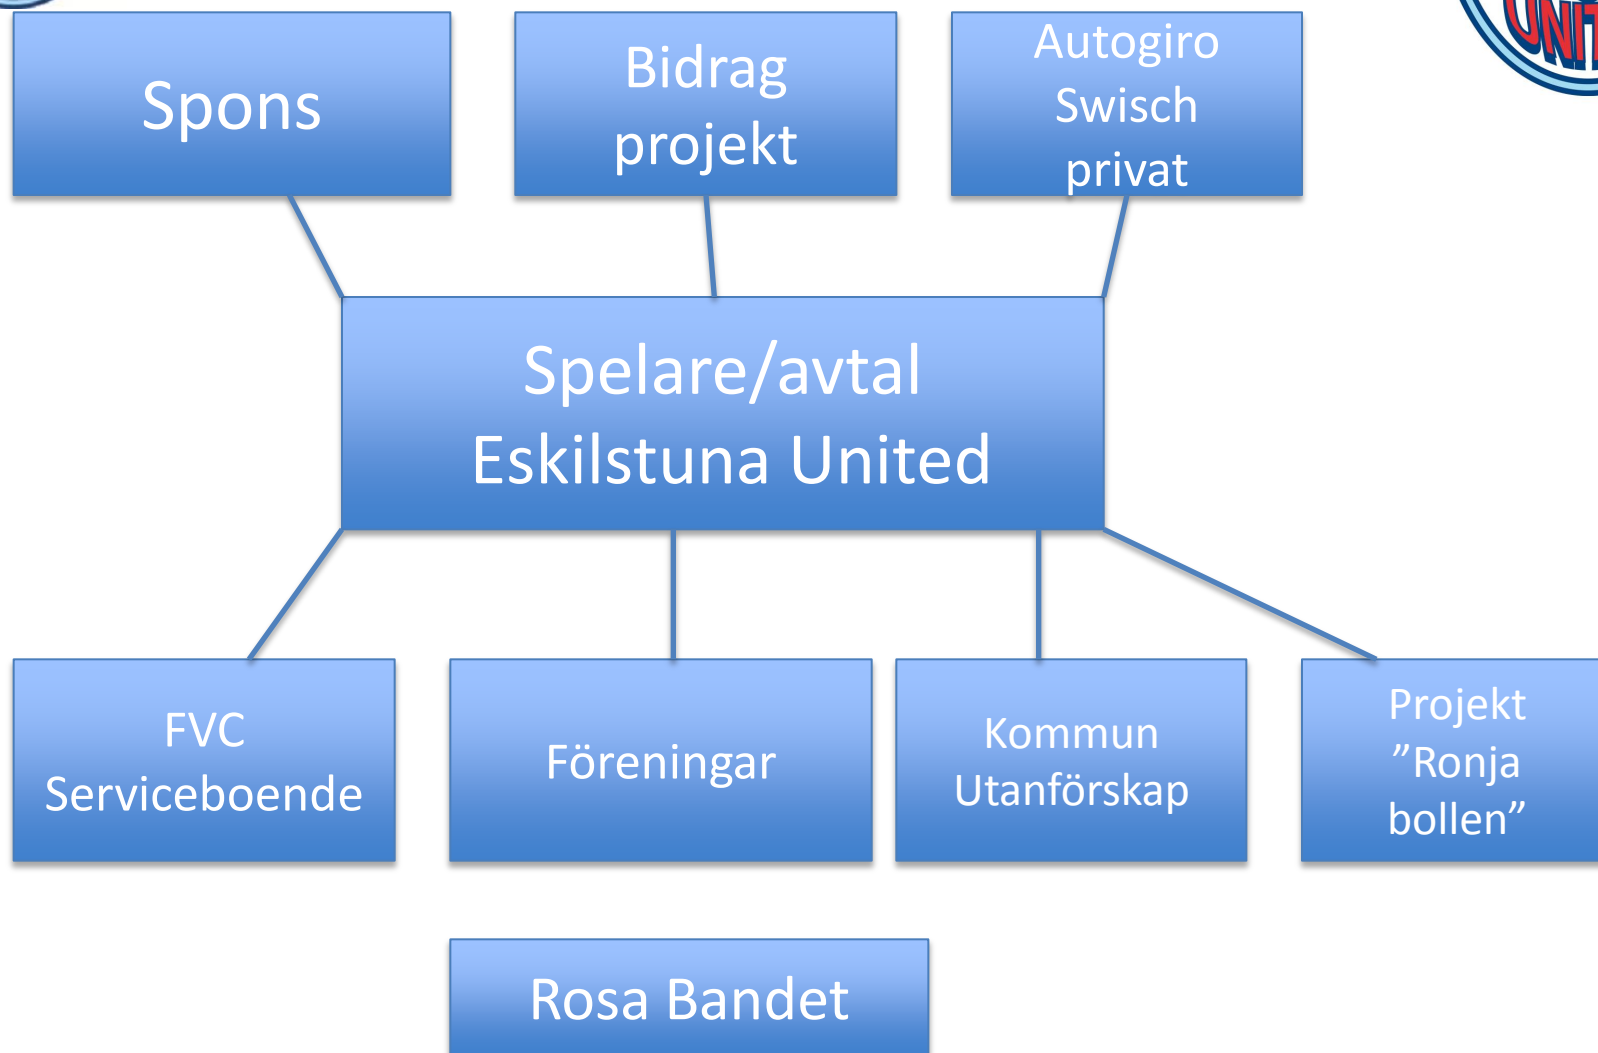 Spons
Bidrag
projekt
Autogiro
Swisch
privat
Spelare/avtal
Eskilstuna United
FVC
Serviceboende
Föreningar
Kommun
Utanförskap
Projekt
”Ronja
bollen”
Rosa Bandet